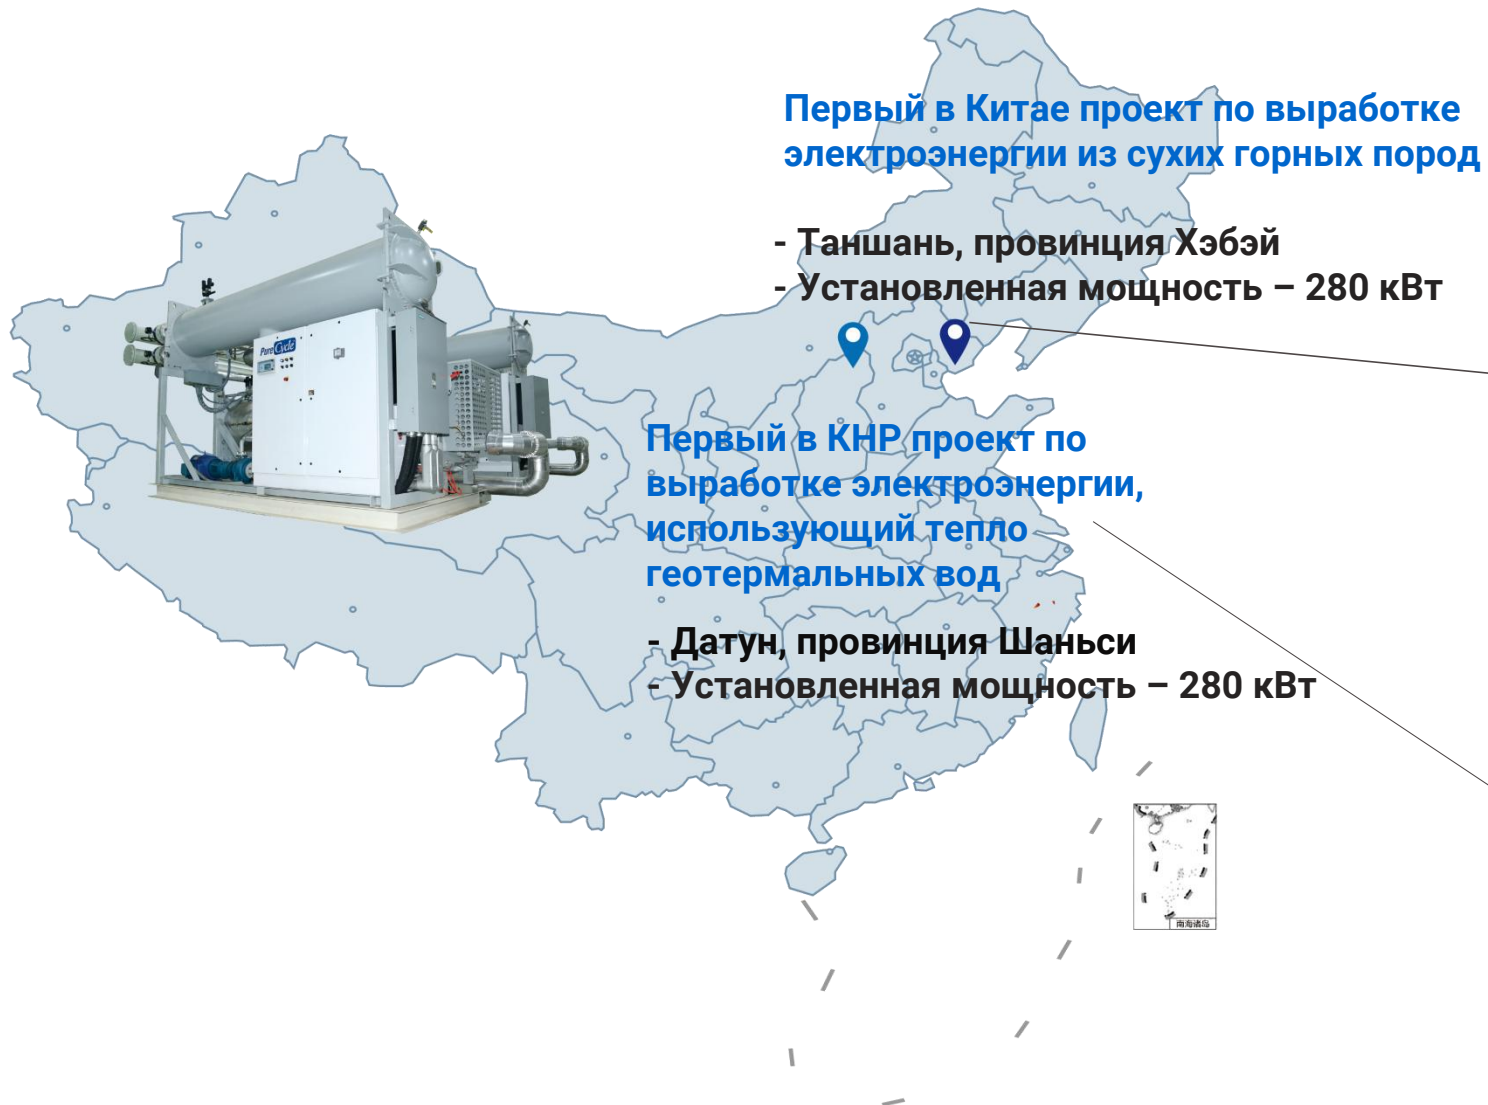 Первый в Китае проект по выработке
электроэнергии из сухих горных пород
- Таншань, провинция Хэбэй
- Установленная мощность – 280 кВт
PureCycle
Первый в КНР проект по
выработке электроэнергии,
использующий тепло
геотермальных вод
- Датун, провинция Шаньси
- Установленная мощность – 280 кВт
南海诸岛